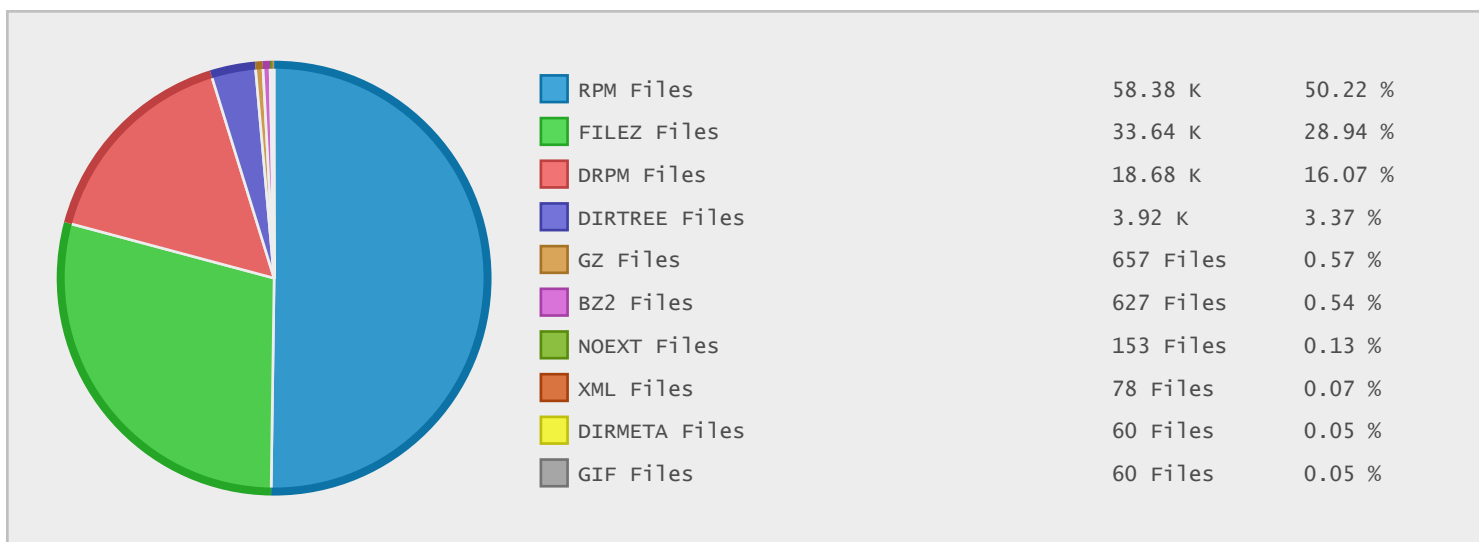 RPM Files 58.38 K 50.22 %
FILEZ Files 33.64 K 28.94 %
DRPM Files 18.68 K 16.07 %
DIRTREE Files 3.92 K 3.37 %
GZ Files 657 Files 0.57 %
BZ2 Files 627 Files 0.54 %
NOEXT Files 153 Files 0.13 %
XML Files 78 Files 0.07 %
DIRMETA Files 60 Files 0.05 %
GIF Files 60 Files 0.05 %